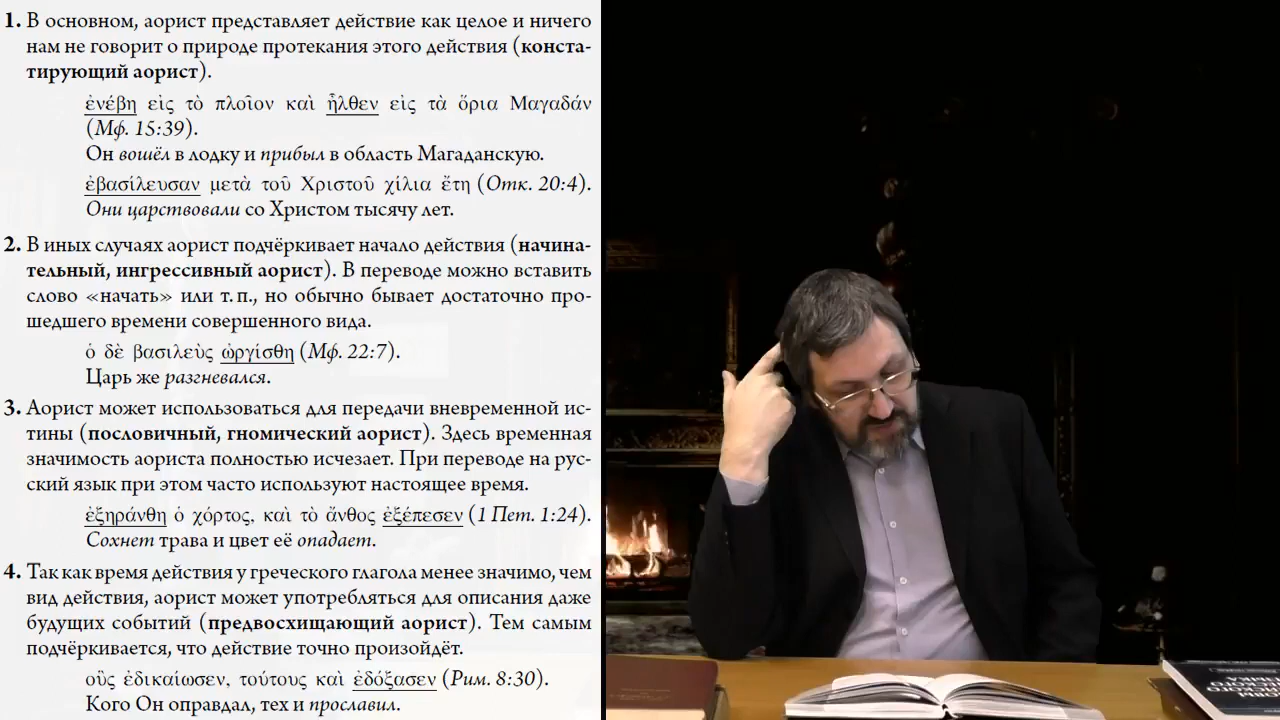 1. В основном, аорист представляет действие как целое и ничего
нам не говорит о природе протекания этого действия (конста-
тирующий аорист).
ἐνέβη εἰς τὸ πλοῖον καὶ ἦλθεν εἰς τὰ ὅρια Μαγαδάν
(Мф. 15:39).
Он вошёл в лодку и прибыл в область Магаданскую.
ἐβασίλευσαν μετὰ τοῦ Χριστοῦ χίλια ἔτη (Отк. 20:4).
Они царствовали со Христом тысячу лет.
2. В иных случаях аорист подчёркивает начало действия (начина-
тельный, ингрессивный аорист). В переводе можно вставить
слово «начать» или т. п., но обычно бывает достаточно про-
шедшего времени совершенного вида.
ὁ δὲ βασιλεὺς ὠργίσθη (Мф. 22:7).
Царь же разгневался.
3. Аорист может использоваться для передачи вневременной ис-
тины (пословичный, гномический аорист). Здесь временная
значимость аориста полностью исчезает. При переводе на рус-
ский язык при этом часто используют настоящее время.
ἐξηράνθη ὁ χόρτος, καὶ τὸ ἄνθος ἐξέπεσεν (1 Пет. 1:24).
Сохнет трава и цвет её опадает.
4. Так как время действия у греческого глагола менее значимо, чем
вид действия, аорист может употребляться для описания даже
будущих событий (предвосхищающий аорист). Тем самым
подчёркивается, что действие точно произойдёт.
οὓς ἐδικαίωσεν, τούτους καὶ ἐδόξασεν (Рим. 8:30).
Кого Он оправдал, тех и прославил.